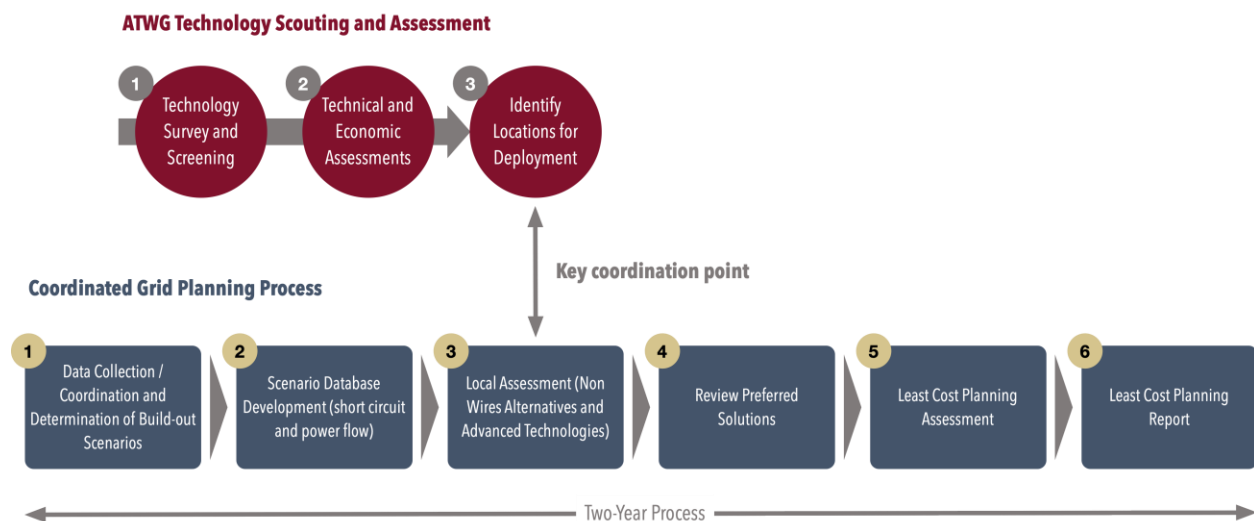 ATWG Technology Scouting and Assessment
1
Technology
Survey and
Screening
2
Technical and
Economic
Assessments
3
Identify
Locations for
Deployment
Key coordination point
Coordinated Grid Planning Process
1
Data Collection /
Coordination and
Determination of Build-out
Scenarios
2
Scenario Database
Development (short circuit
and power flow)
3
Local Assessment (Non
Wires Alternatives and
Advanced Technologies)
4
Review Preferred
Solutions
5
Least Cost Planning
Assessment
6
Least Cost Planning
Report
Two-Year Process